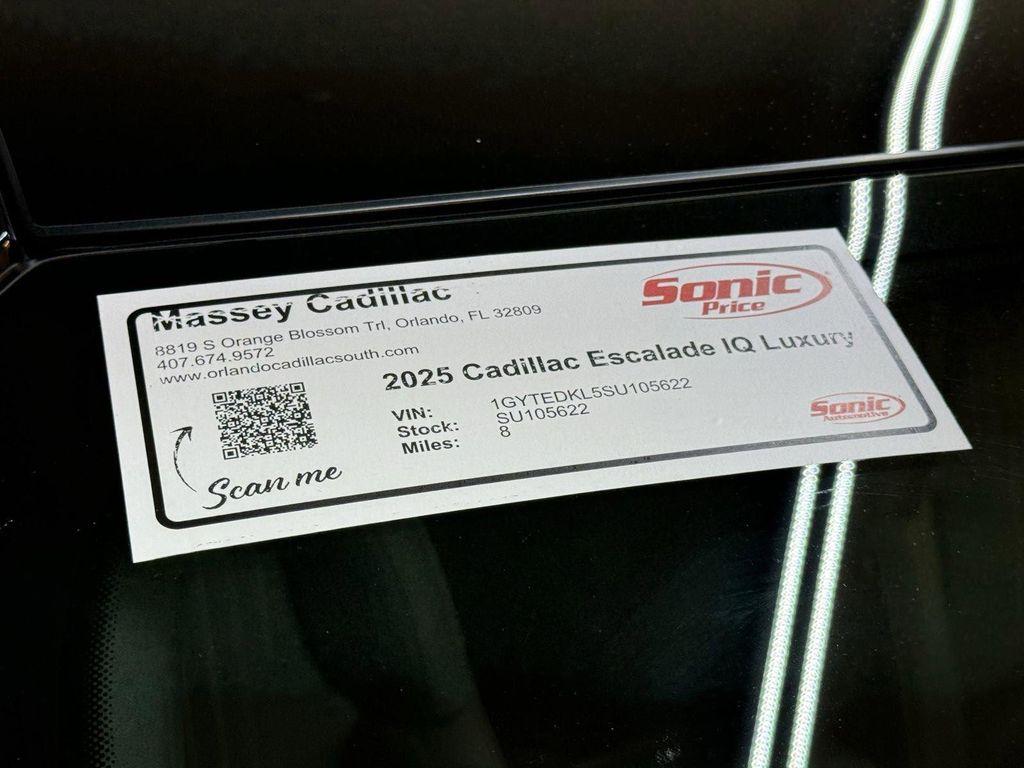 Massey Cadillac
8819 S Orange Blossom Trl, Orlando, FL 32809
407.674.9572
www.orlandocadillacsouth.com
Sonic
Price
2025 Cadillac Escalade IQ Luxury
VIN: 1GYTEDKL5SU105622
Stock: SU105622
Miles: 8
Scan me
Sonic
Automotive